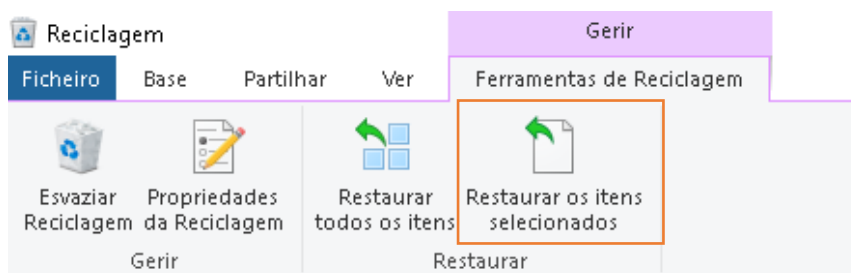 Reciclagem
Gerir
Ficheiro Base Partilhar Ver Ferramentas de Reciclagem
Esvaziar Reciclagem
Propriedades da Reciclagem
Restaurar todos os itens
Restaurar os itens selecionados
Gerir
Restaurar